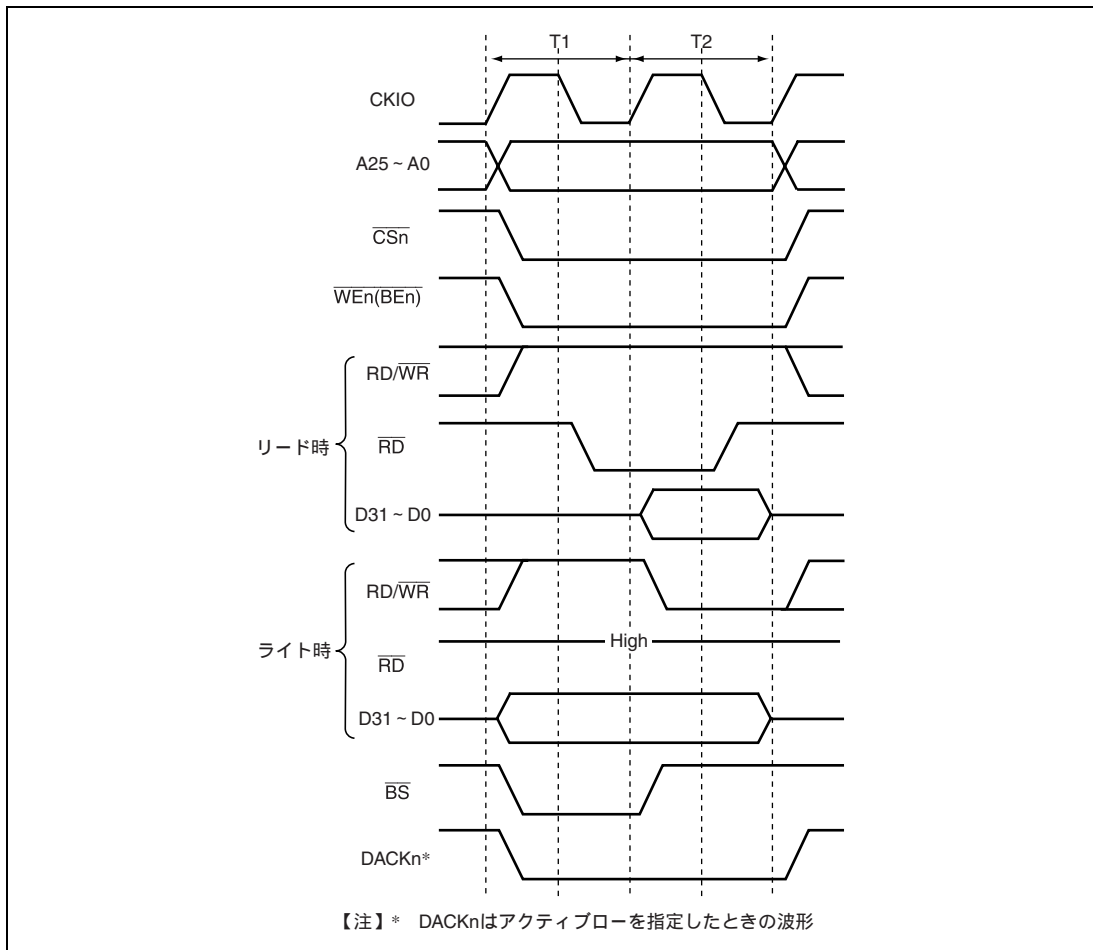 T1 T2
CKIO
A25 ~ A0
CSn
WEn(BEn)
RD/WR
リード時
RD
D31 ~ D0
RD/WR
High
ライト時
RD
D31 ~ D0
BS
DACKn*
【注】* DACKnはアクティブローを指定したときの波形